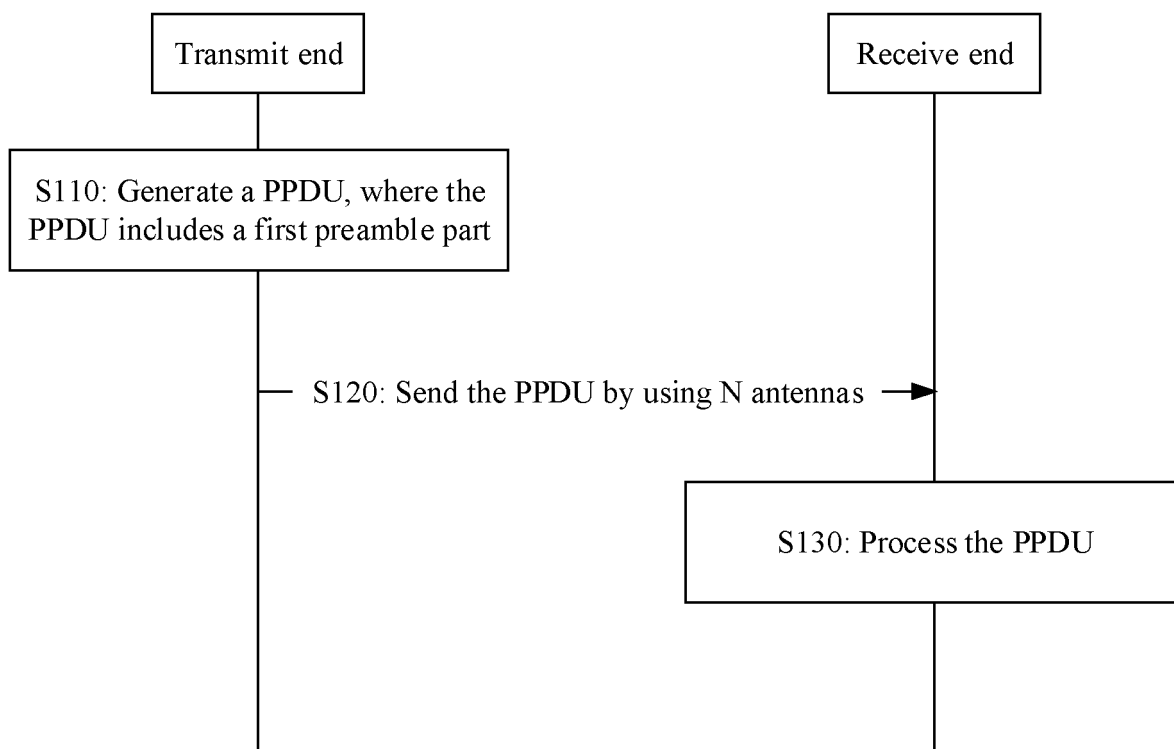 Transmit end
Receive end
S110: Generate a PPDU, where the
PPDU includes a first preamble part
S120: Send the PPDU by using N antennas
S130: Process the PPDU